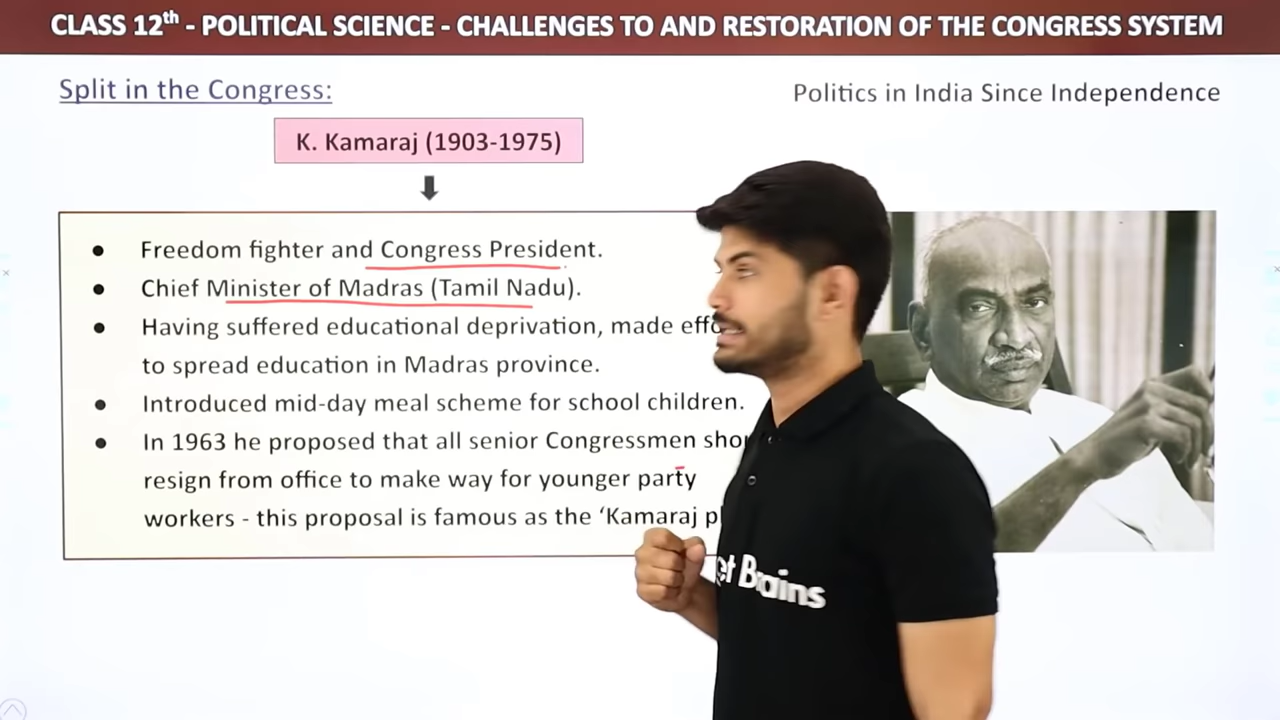 CLASS 12th - POLITICAL SCIENCE - CHALLENGES TO AND RESTORATION OF THE CONGRESS SYSTEM
Split in the Congress:
Politics in India Since Independence
K. Kamaraj (1903-1975)
Freedom fighter and Congress President.
Chief Minister of Madras (Tamil Nadu).
Having suffered educational deprivation, made
to spread education in Madras province.
Introduced mid-day meal scheme for school children.
In 1963 he proposed that all senior Congressmen
resign from office to make way for younger party
workers - this proposal is famous as the ‘Kamaraj
Brains